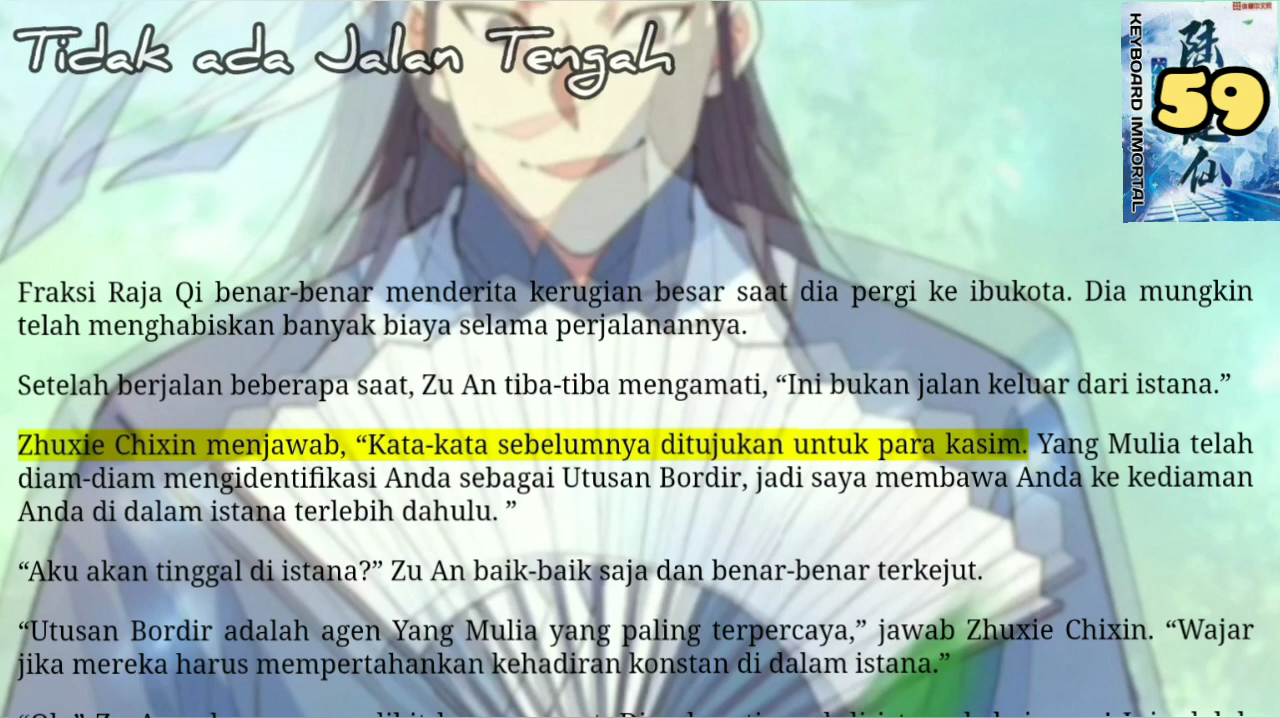 Tidak ada Jalan Tengah
KEYBOARD IMMORTAL
59
Fraksi Raja Qi benar-benar menderita kerugian besar saat dia pergi ke ibukota. Dia mungkin
telah menghabiskan banyak biaya selama perjalanannya.
Setelah berjalan beberapa saat, Zu An tiba-tiba mengamati, “Ini bukan jalan keluar dari istana.”
Zhuxie Chixin menjawab, “Kata-kata sebelumnya ditujukan untuk para kasim. Yang Mulia telah
diam-diam mengidentifikasi Anda sebagai Utusan Bordir, jadi saya membawa Anda ke kediaman
Anda di dalam istana terlebih dahulu. ”
“Aku akan tinggal di istana?” Zu An baik-baik saja dan benar-benar terkejut.
“Utusan Bordir adalah agen Yang Mulia yang paling terpercaya,” jawab Zhuxie Chixin. “Wajar
jika mereka harus mempertahankan kehadiran konstan di dalam istana.”